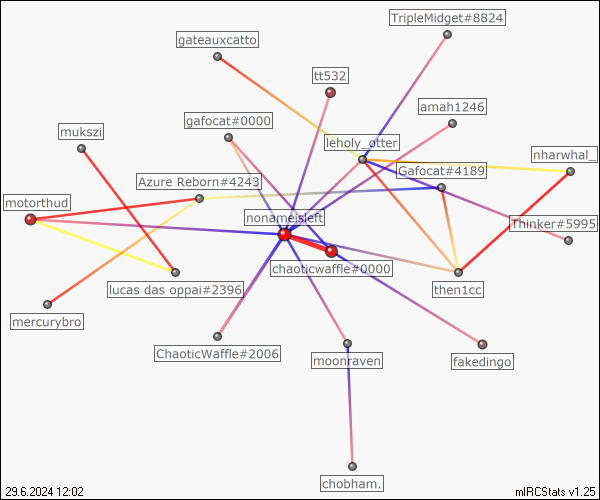 TripleMidget#8824
gateauxcatto
tt532
amah1246
gafocat#0000
mukszi
leholy_otter
nharwhal_
Gafocat#4189
Azure Reborn#4243
motorthud
nonameisleft
Thinker#5995
chaoticwaffle#0000
lucas das oppai#2396
then1cc
mercurybro
ChaoticWaffle#2006
moonraven
fakedingo
chobham.
29.6.2024 12:02
mIRCStats v1.25